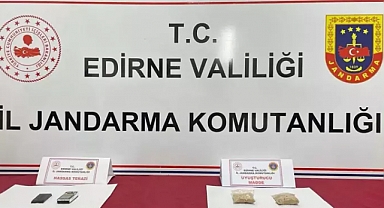 T.C.
EDİRNE VALİLİĞİ
İL JANDARMA KOMUTANLIĞI
JANDARMA
HASSAS TERAZİ
UYUŞTURUCU
MADDE